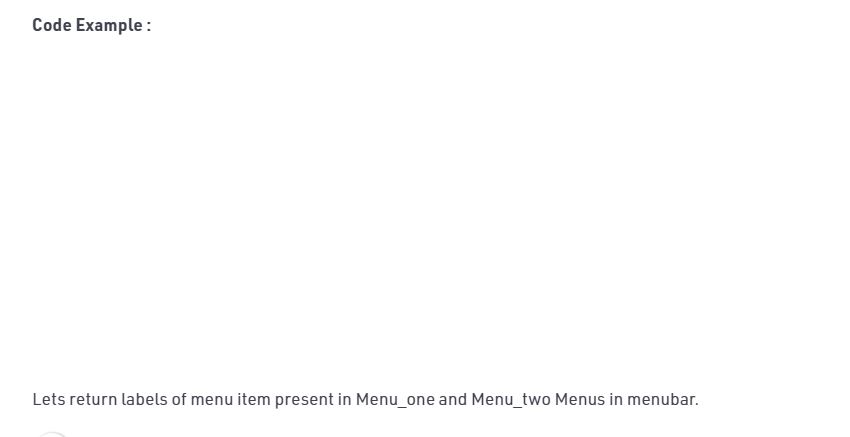 Code Example :
Lets return labels of menu item present in Menu_one and Menu_two Menus in menubar.